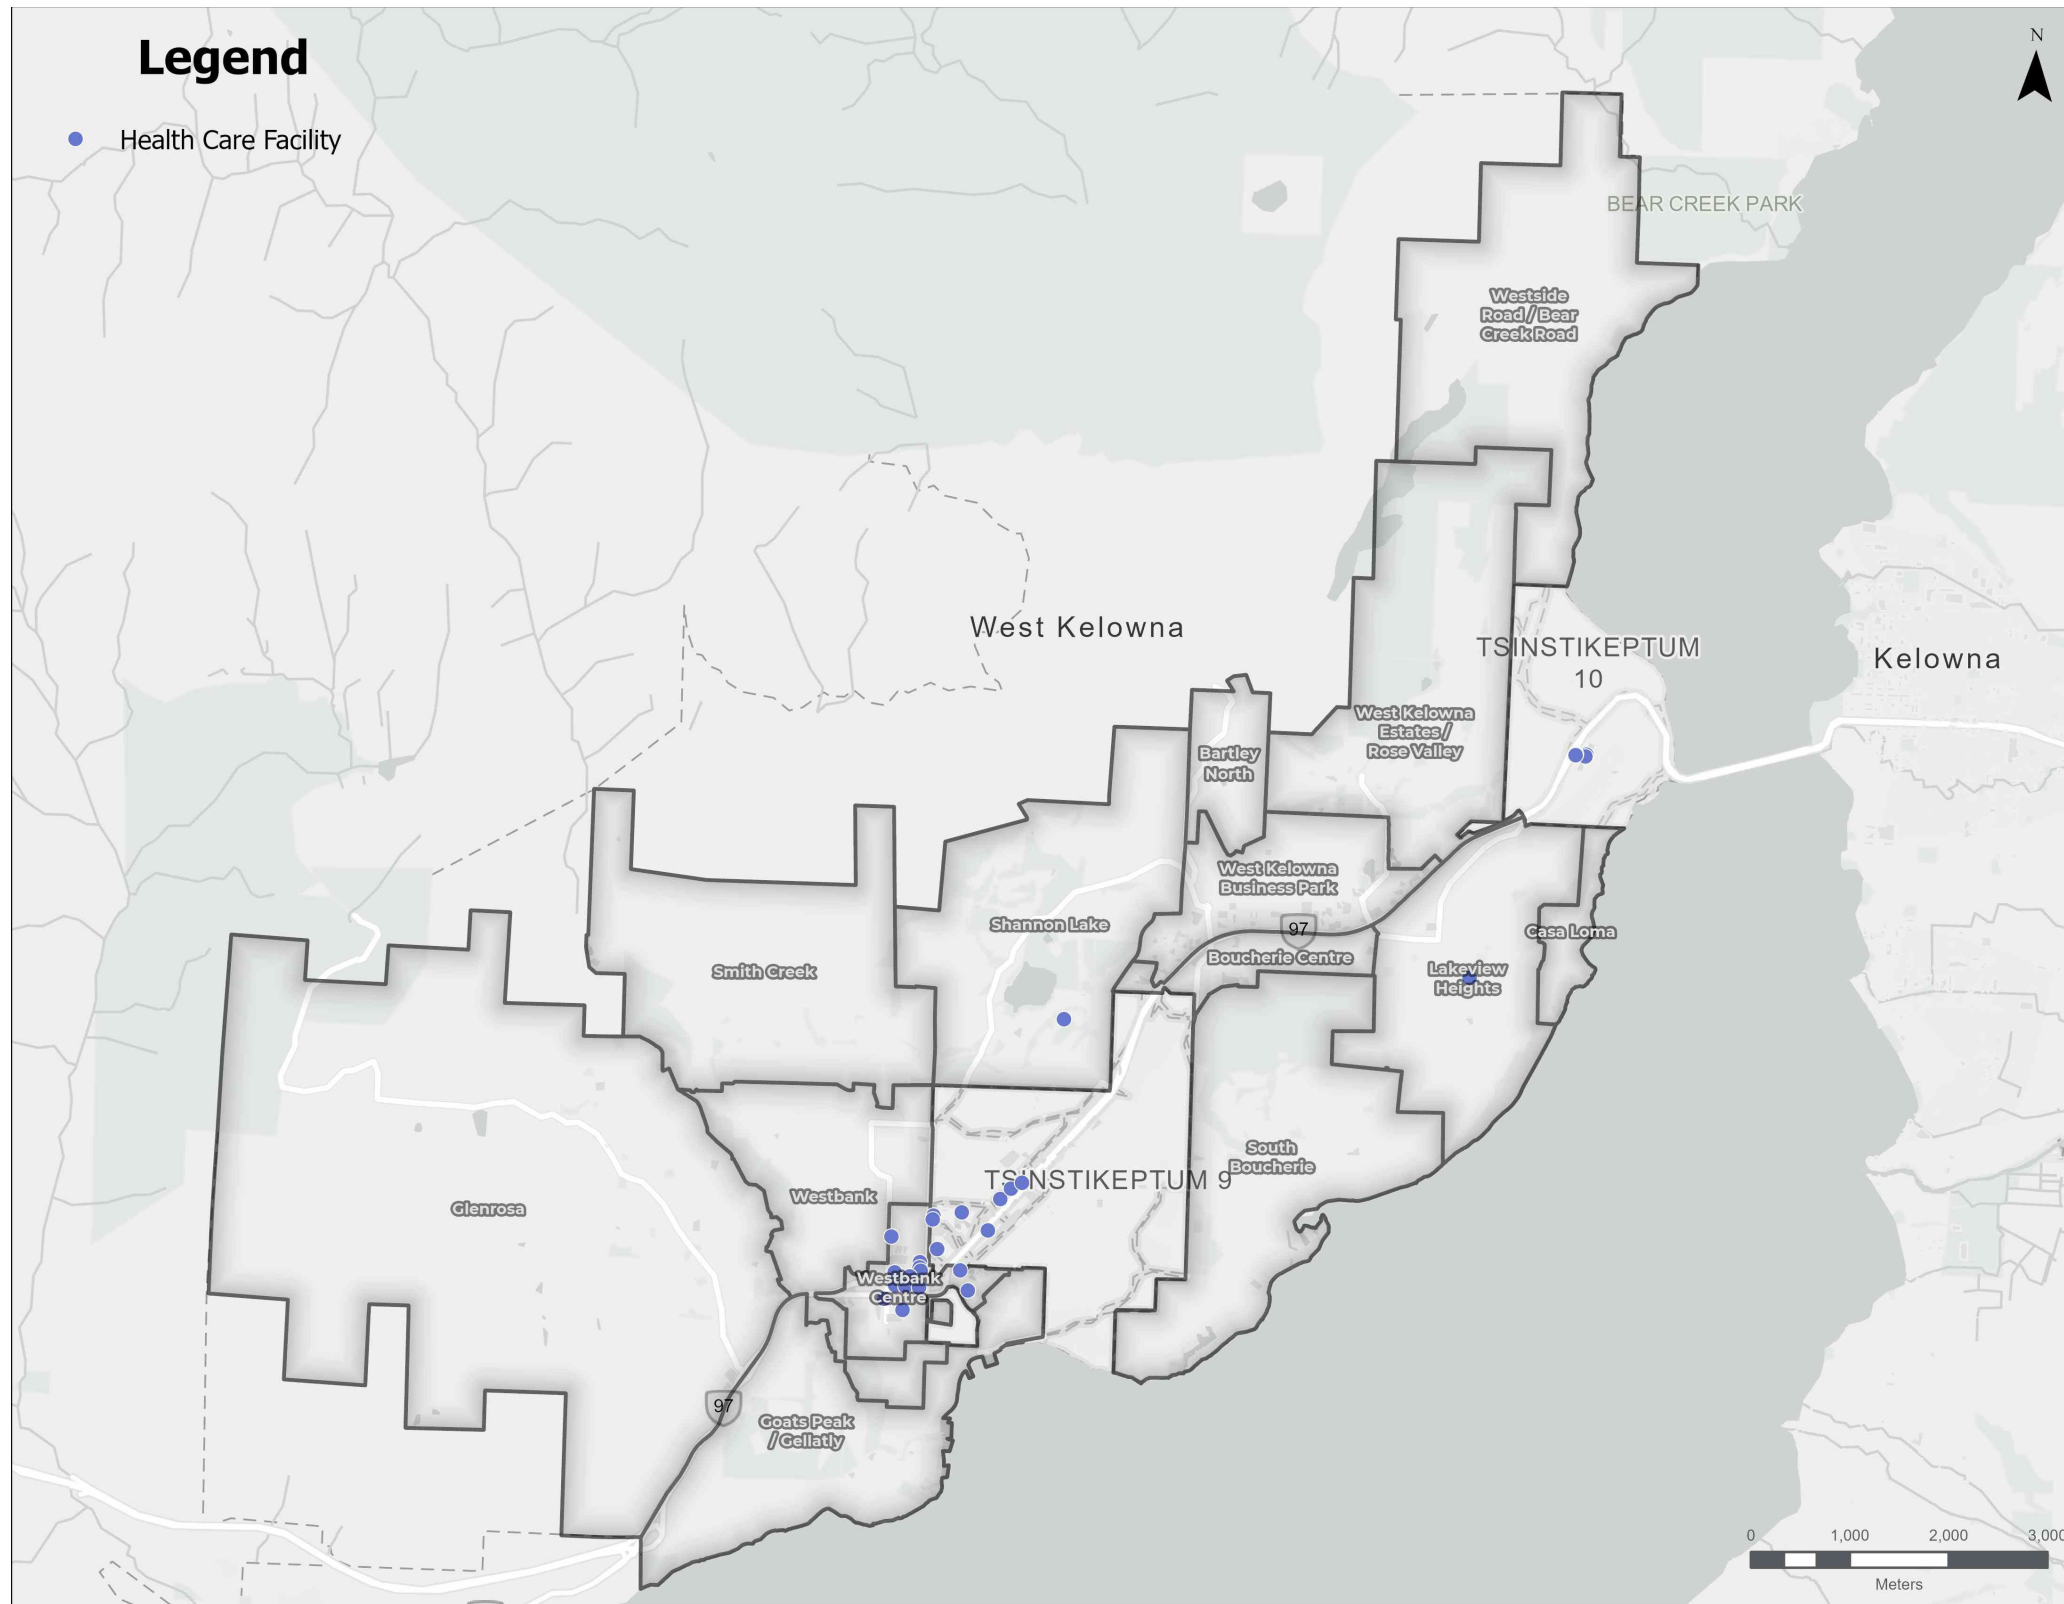 Legend
Health Care Facility
N
BEAR CREEK PARK
Westside
Road / Bear
Creek Road
West Kelowna
TSINSTIKEPTUM
10
Kelowna
West Kelowna
Estates /
Rose Valley
Bartley
North
West Kelowna
Business Park
Shannon Lake
97
Casa Loma
Boucherie Centre
Smith Creek
Lakeview
Heights
South
Boucherie
TSINSTIKEPTUM 9
Westbank
Glenrosa
Westbank
Centre
97
Goats Peak
/ Gellatly
0 1,000 2,000 3,000
Meters